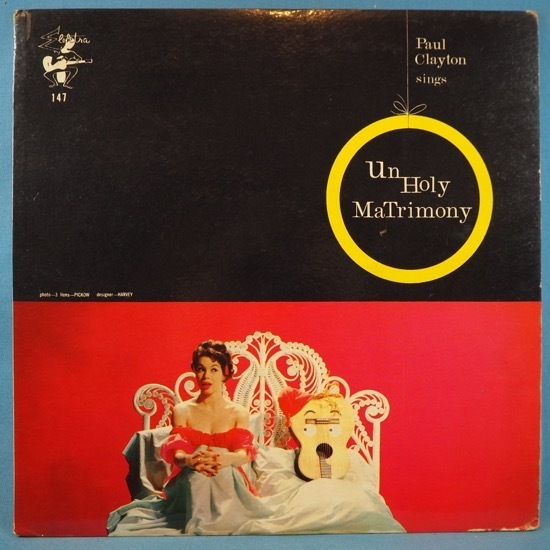 Elektra
147
Paul
Clayton
sings
Un
Holy
MaTrimony
photo—3 lions—PICKOW designer—HARVEY